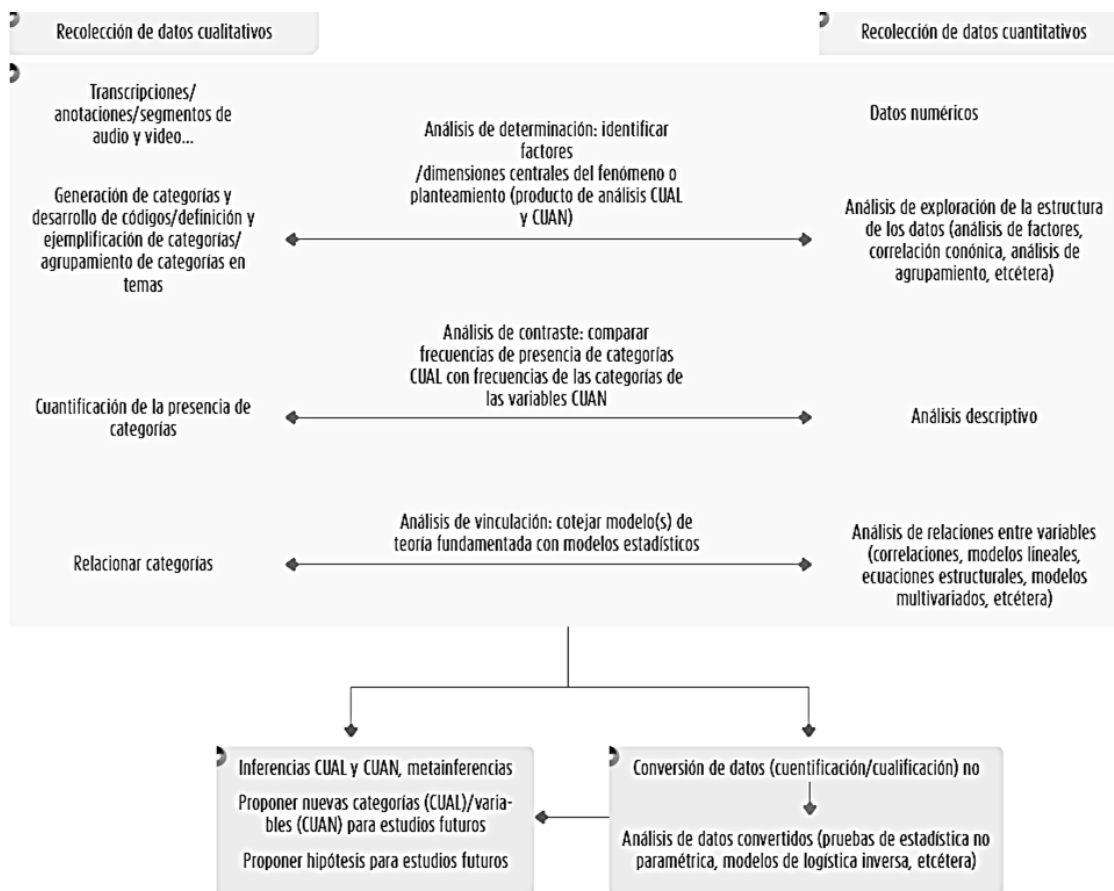 Recolección de datos cualitativos
Recolección de datos cuantitativos
Transcripciones/
anotaciones/segmentos de
audio y video...
Datos numéricos
Análisis de determinación: identificar
factores
/dimensiones centrales del fenómeno o
planteamiento (producto de análisis CUAL
y CUAN)
Generación de categorías y
desarrollo de códigos/definición y
ejemplificación de categorías/
agrupamiento de categorías en
temas
Análisis de exploración de la estructura
de los datos (análisis de factores,
correlación conónica, análisis de
agrupamiento, etcétera)
Análisis de contraste: comparar
frecuencias de presencia de categorías
CUAL con frecuencias de las categorías de
las variables CUAN
Cuantificación de la presencia de
categorías
Análisis descriptivo
Análisis de vinculación: cotejar modelo(s) de
teoría fundamentada con modelos estadísticos
Relacionar categorías
Análisis de relaciones entre variables
(correlaciones, modelos lineales,
ecuaciones estructurales, modelos
multivariados, etcétera)
Inferencias CUAL y CUAN, metainferencias
Proponer nuevas categorías (CUAL)/varia-
bles (CUAN) para estudios futuros
Proponer hipótesis para estudios futuros
Conversión de datos (cuentificación/cualificación) no
Análisis de datos convertidos (pruebas de estadística no
paramétrica, modelos de logística inversa, etcétera)